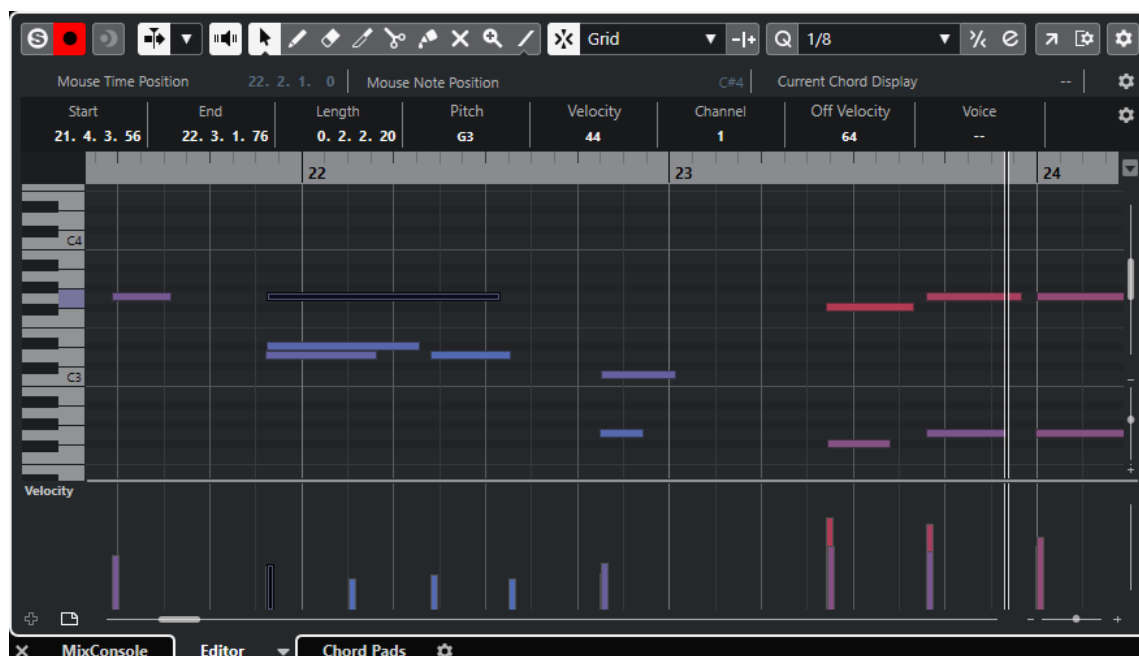 S Grid Q 1/8 e
Mouse Time Position 22. 2. 1. 0 Mouse Note Position C#4 Current Chord Display --
Start End Length Pitch Velocity Channel Off Velocity Voice
21. 4. 3. 56 22. 3. 1. 76 0. 2. 2. 20 G3 44 1 64 --
22 23 24
C4
C3
Velocity
MixConsole Editor Chord Pads